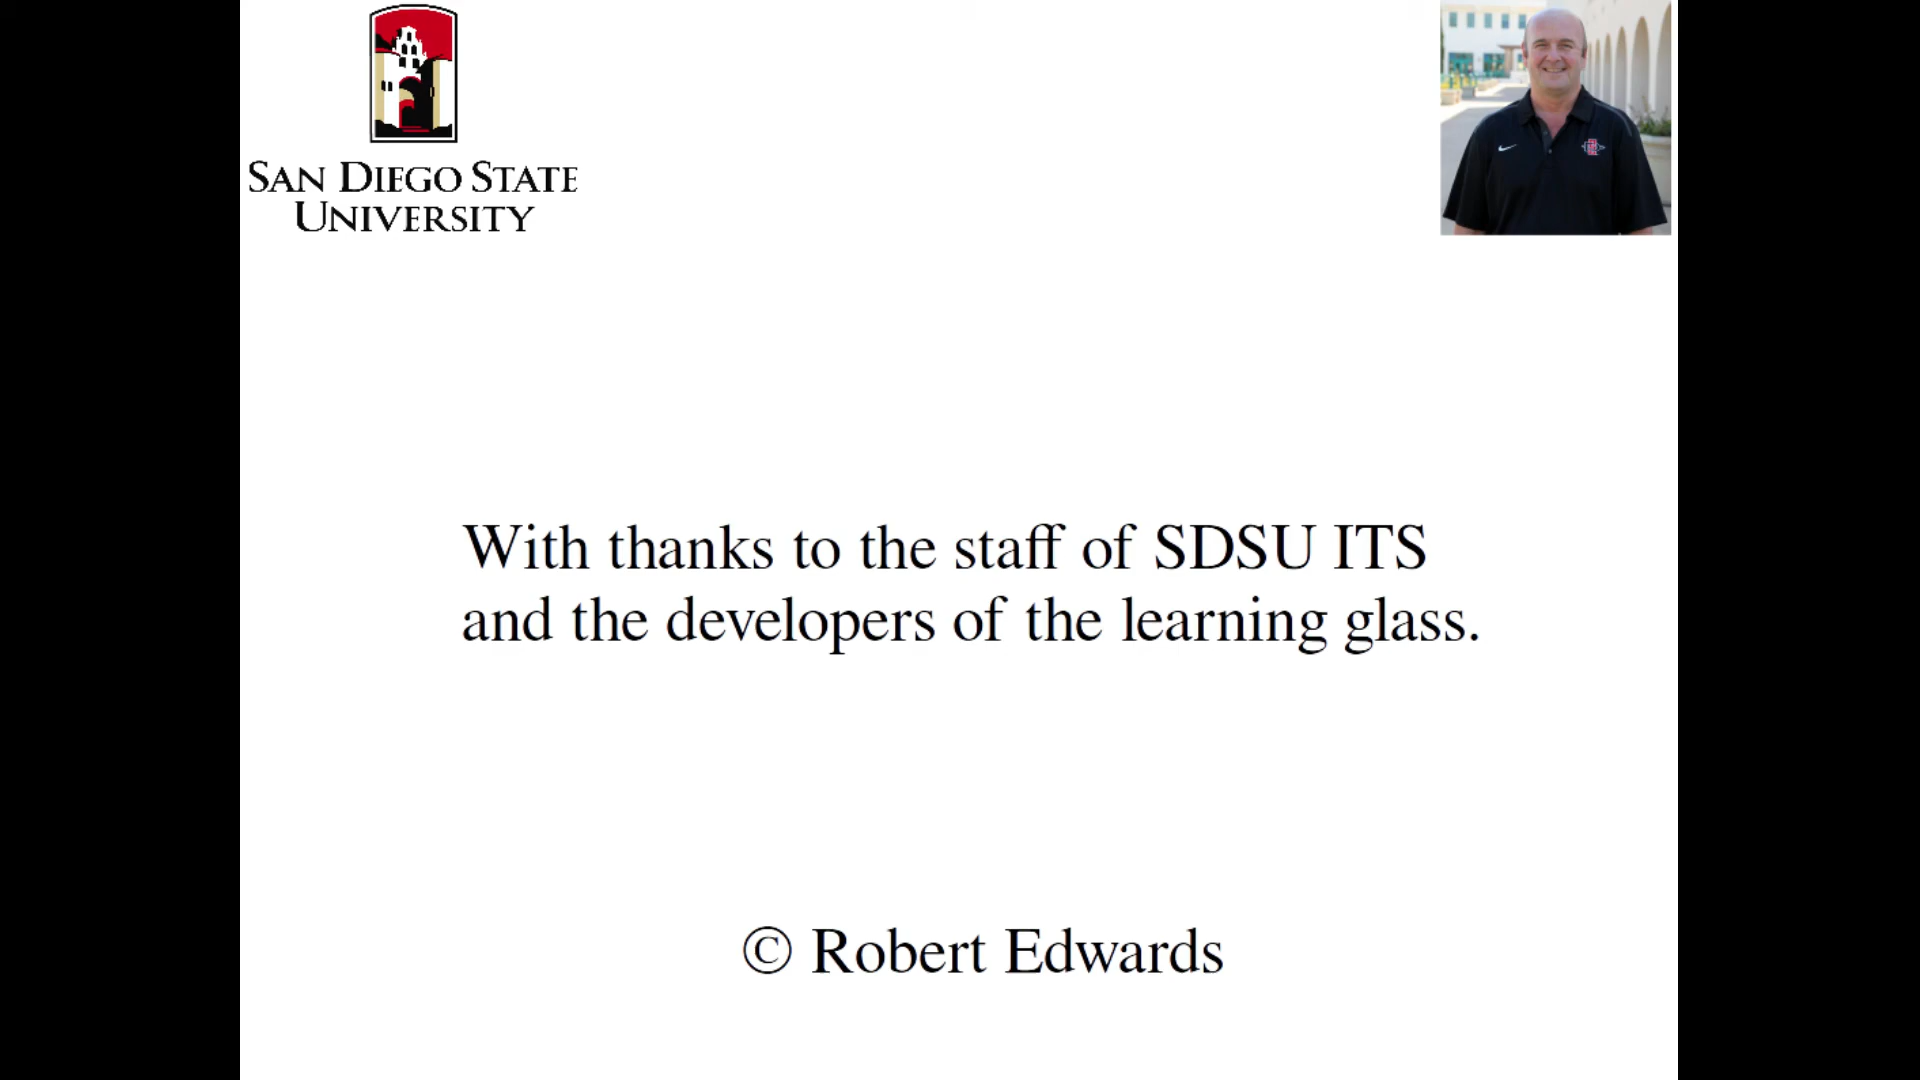 San Diego State
University
With thanks to the staff of SDSU ITS
and the developers of the learning glass.
© Robert Edwards